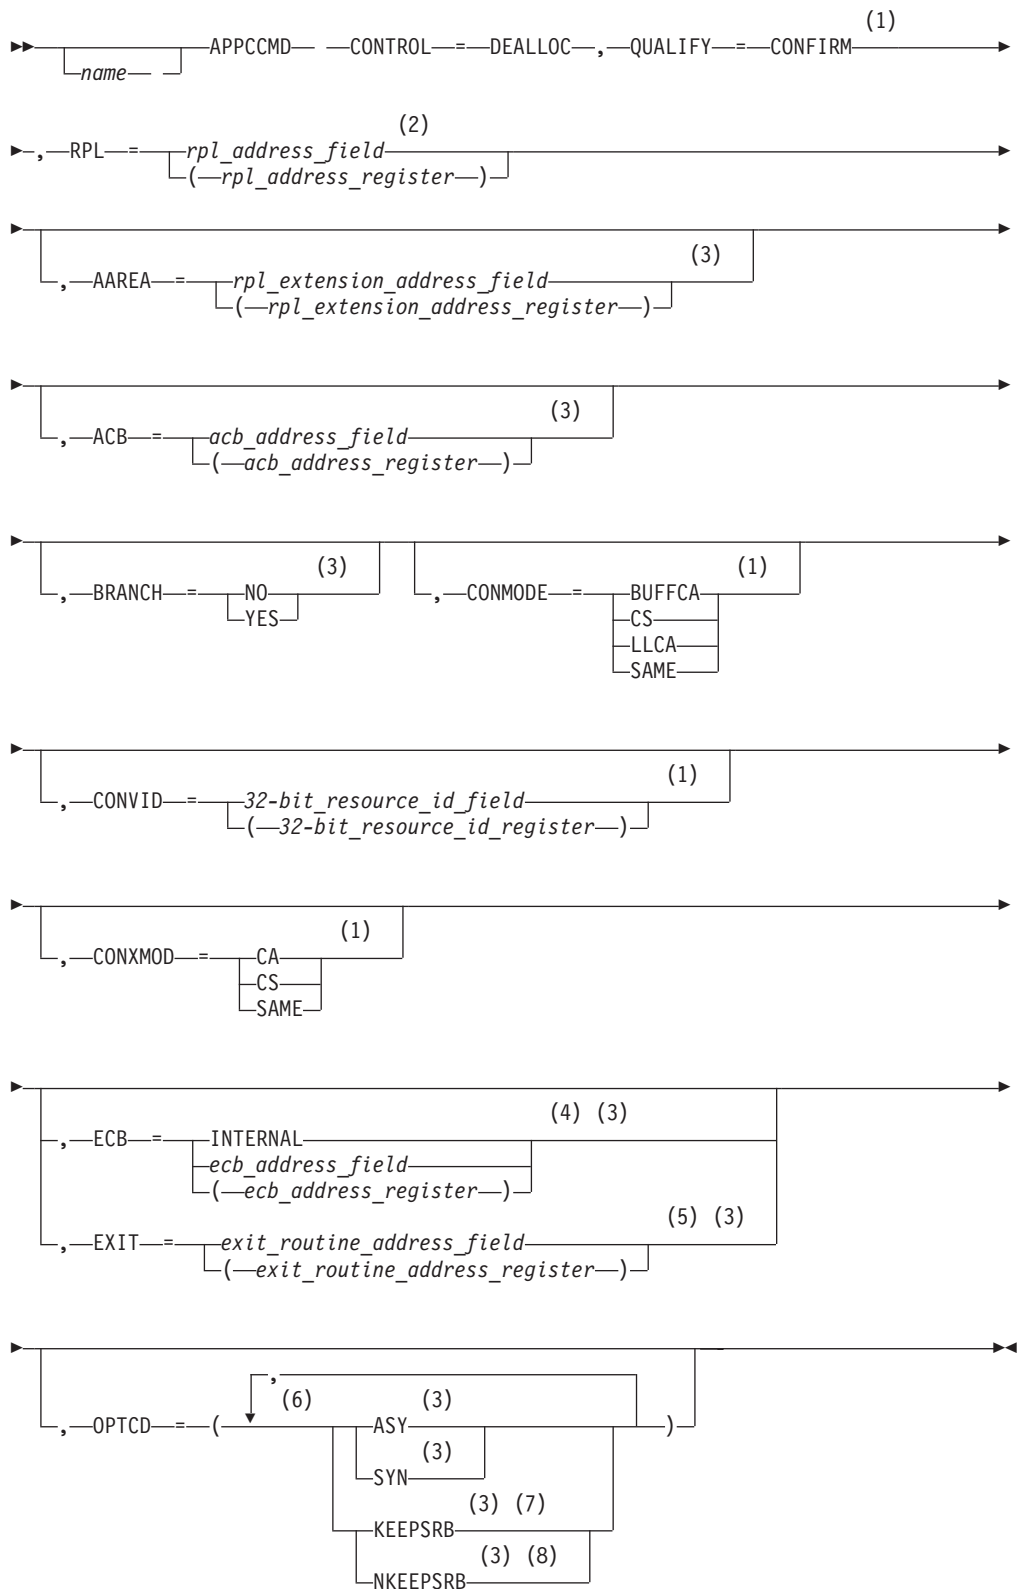 (1)
APPCCMD CONTROL = DEALLOC , QUALIFY = CONFIRM
name
(2)
, RPL = rpl_address_field
( rpl_address_register )
(3)
, AAREA = rpl_extension_address_field
( rpl_extension_address_register )
(3)
, ACB = acb_address_field
( acb_address_register )
(3) (1)
, BRANCH = NO , CONMODE = BUFFCA
YES CS
LLCA
SAME
(1)
, CONVID = 32-bit_resource_id_field
( 32-bit_resource_id_register )
(1)
, CONXMOD = CA
CS
SAME
(4) (3)
, ECB = INTERNAL
ecb_address_field
( ecb_address_register )
(5) (3)
, EXIT = exit_routine_address_field
( exit_routine_address_register )
,
(6) (3)
, OPTCD = ( ASY )
(3)
SYN
(3) (7)
KEEPSRB
(3) (8)
NKEEPSRB